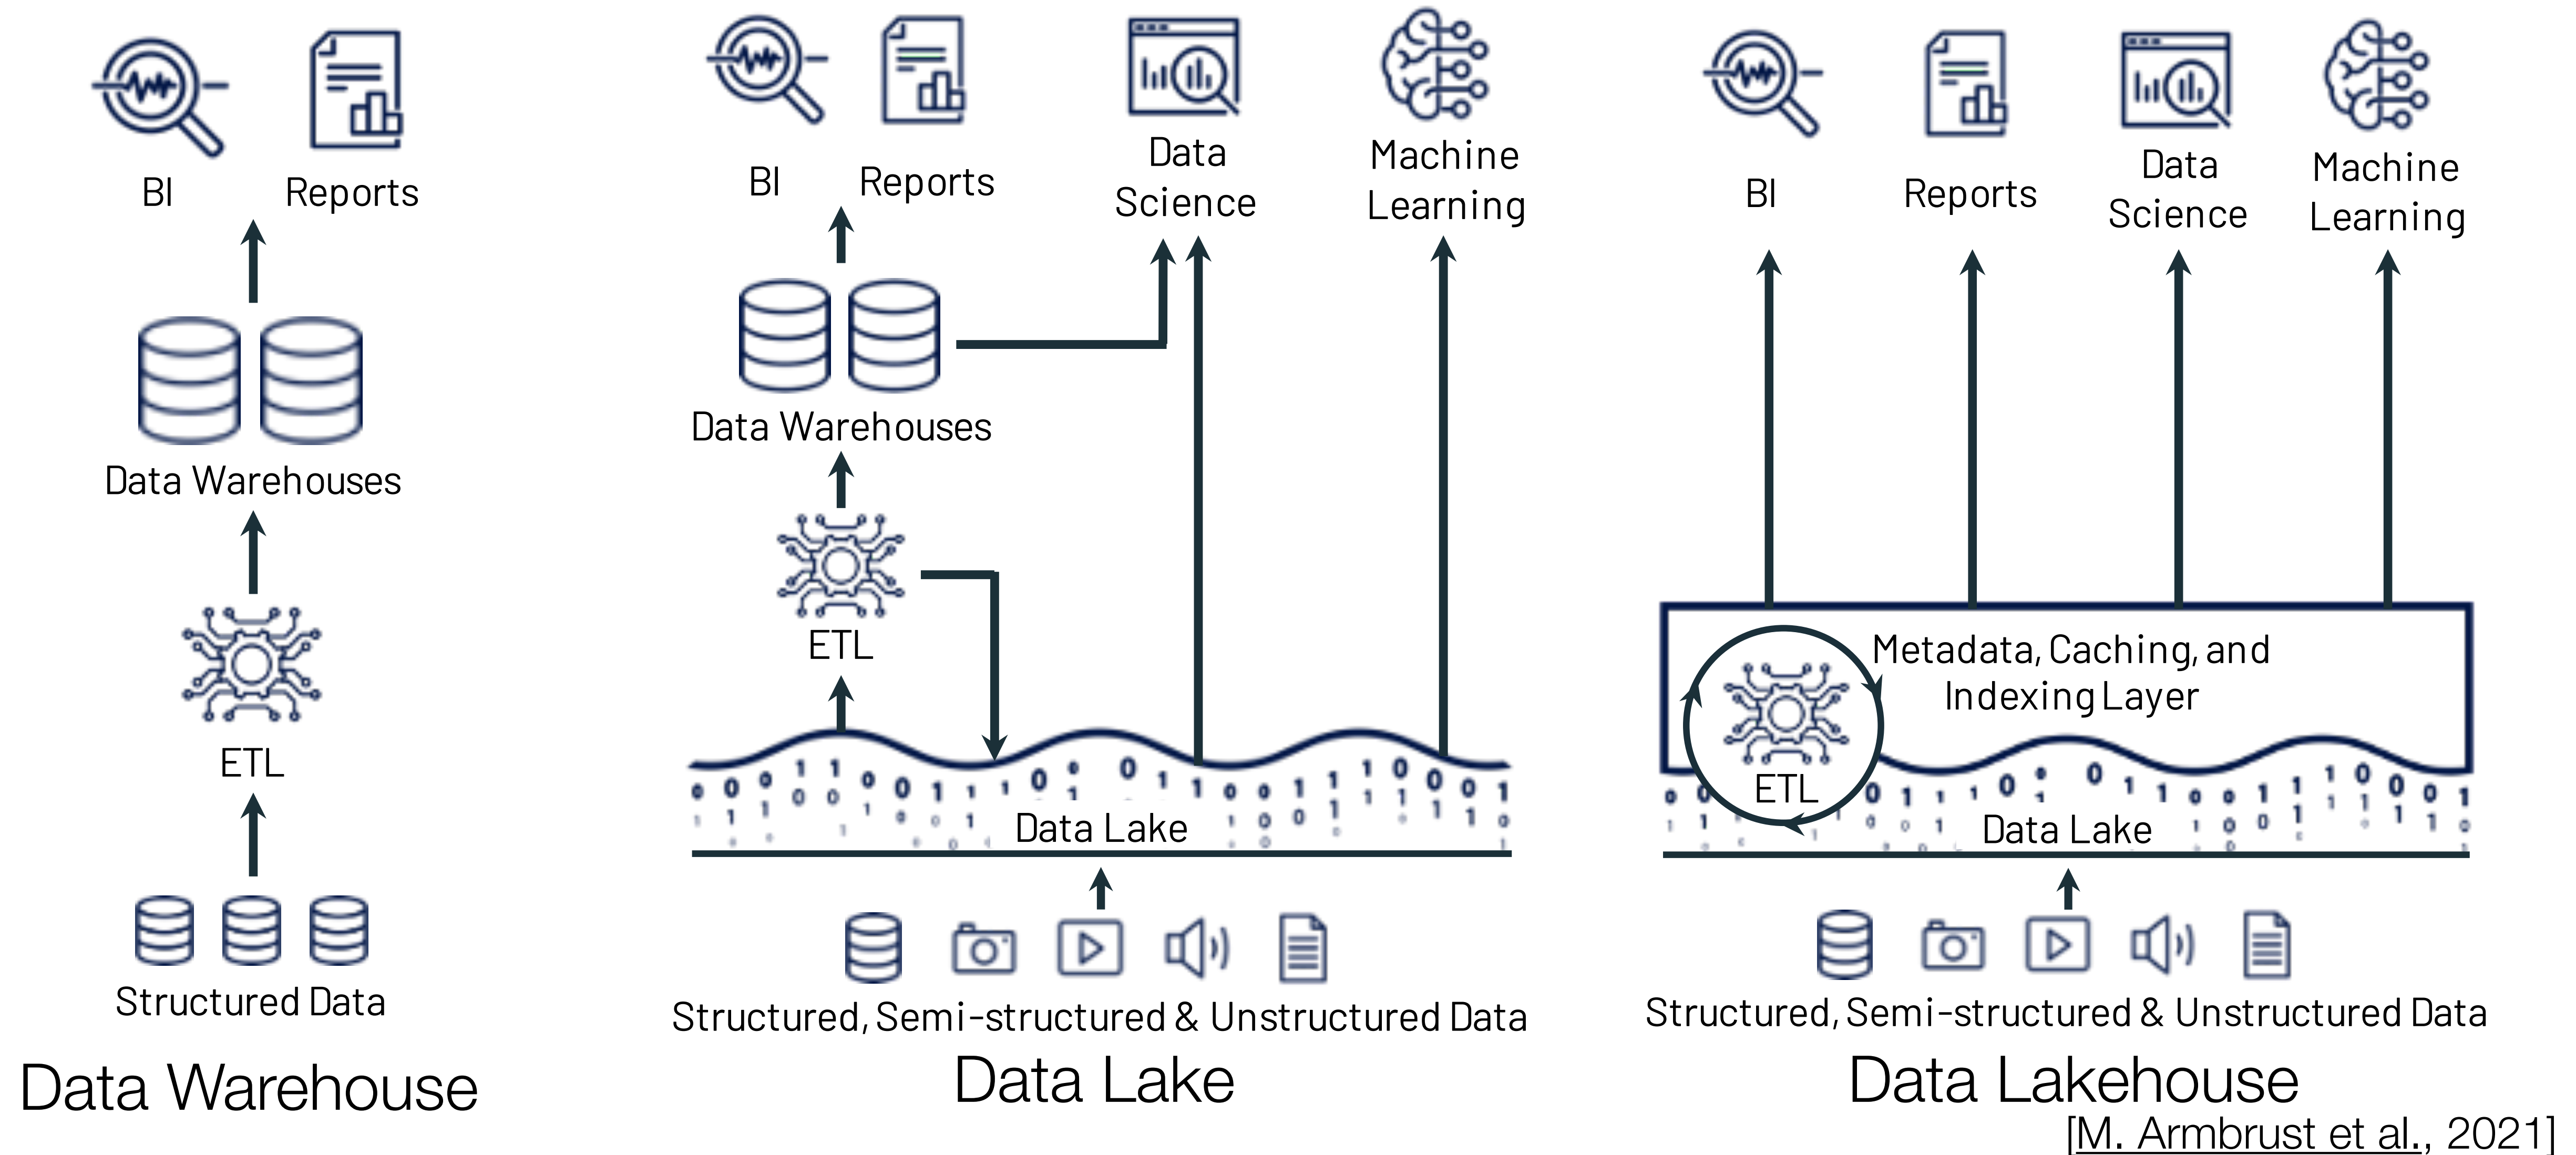 BI
Reports
Data Warehouses
ETL
Structured Data
Data Warehouse
BI
Reports
Data
Science
Machine
Learning
Data Warehouses
ETL
Data Lake
Structured, Semi-structured & Unstructured Data
Data Lake
BI
Reports
Data
Science
Machine
Learning
Metadata, Caching, and
Indexing Layer
ETL
Data Lake
Structured, Semi-structured & Unstructured Data
Data Lakehouse
[M. Armbrust et al., 2021]